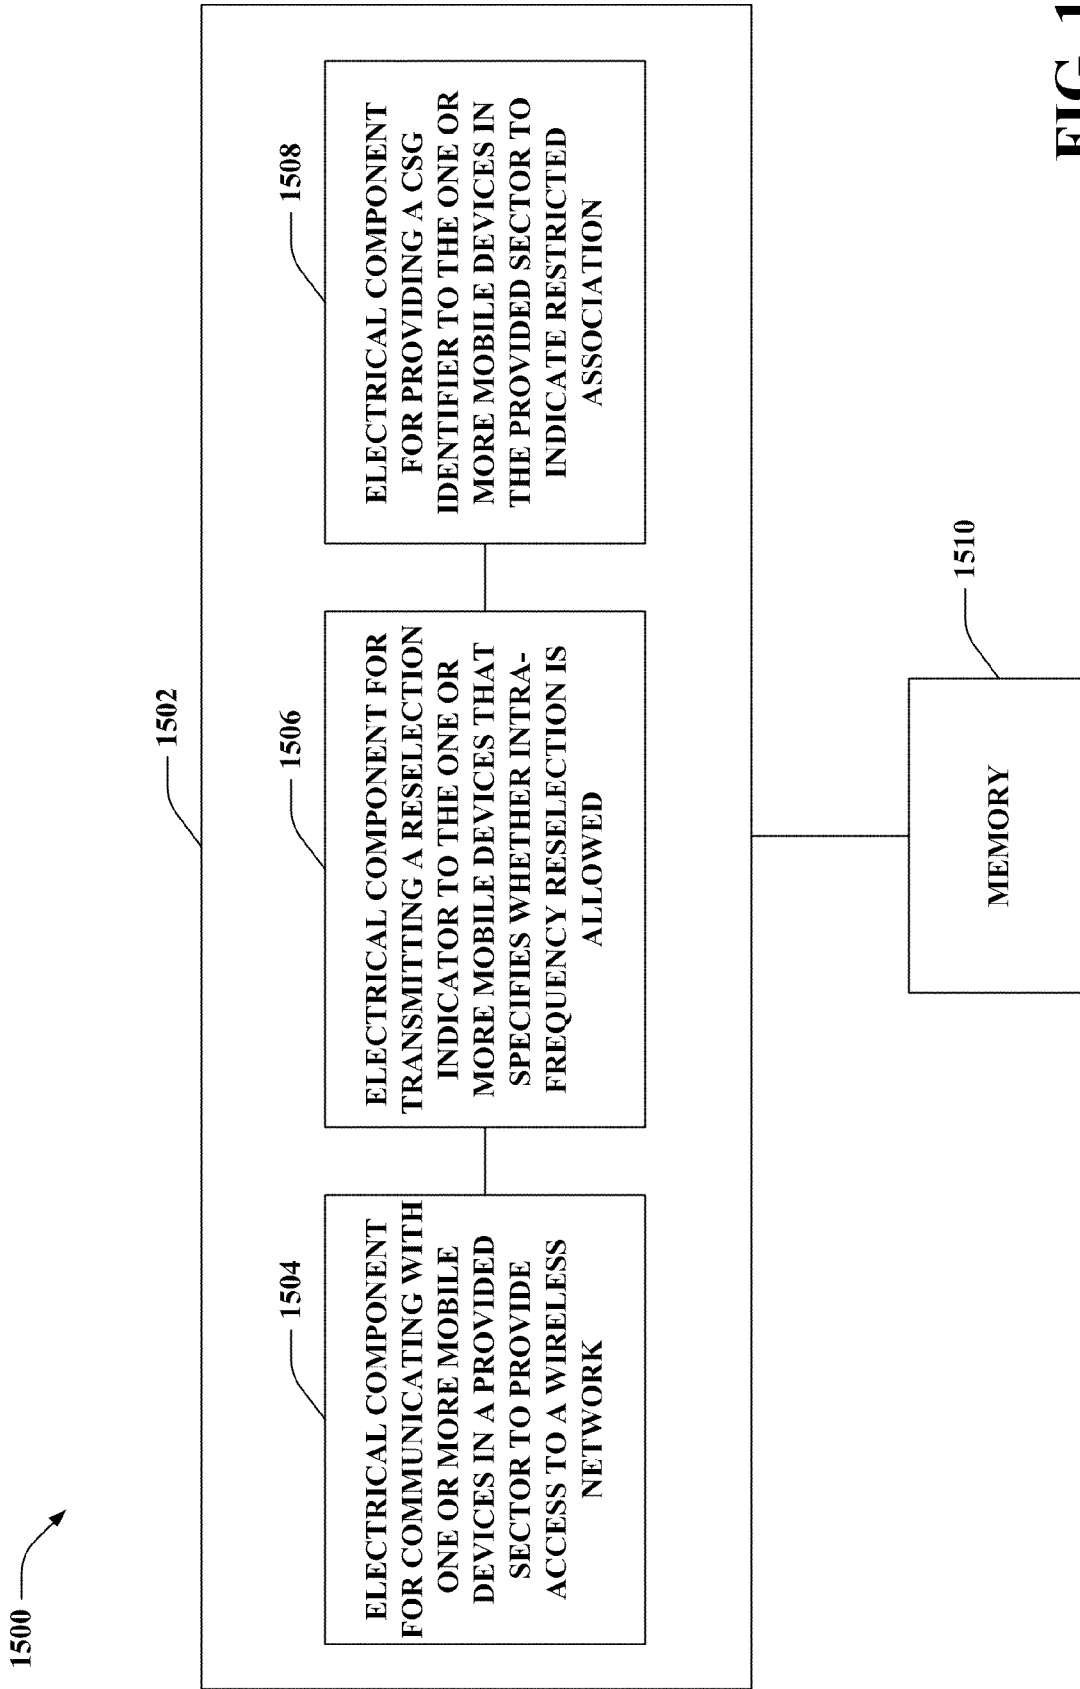 1500
1502
1504
ELECTRICAL COMPONENT
FOR COMMUNICATING WITH
ONE OR MORE MOBILE
DEVICES IN A PROVIDED
SECTOR TO PROVIDE
ACCESS TO A WIRELESS
NETWORK
1506
ELECTRICAL COMPONENT FOR
TRANSMITTING A RESELECTION
INDICATOR TO THE ONE OR
MORE MOBILE DEVICES THAT
SPECIFIES WHETHER INTRA-
FREQUENCY RESELECTION IS
ALLOWED
1508
ELECTRICAL COMPONENT
FOR PROVIDING A CSG
IDENTIFIER TO THE ONE OR
MORE MOBILE DEVICES IN
THE PROVIDED SECTOR TO
INDICATE RESTRICTED
ASSOCIATION
1510
MEMORY
FIG. 1